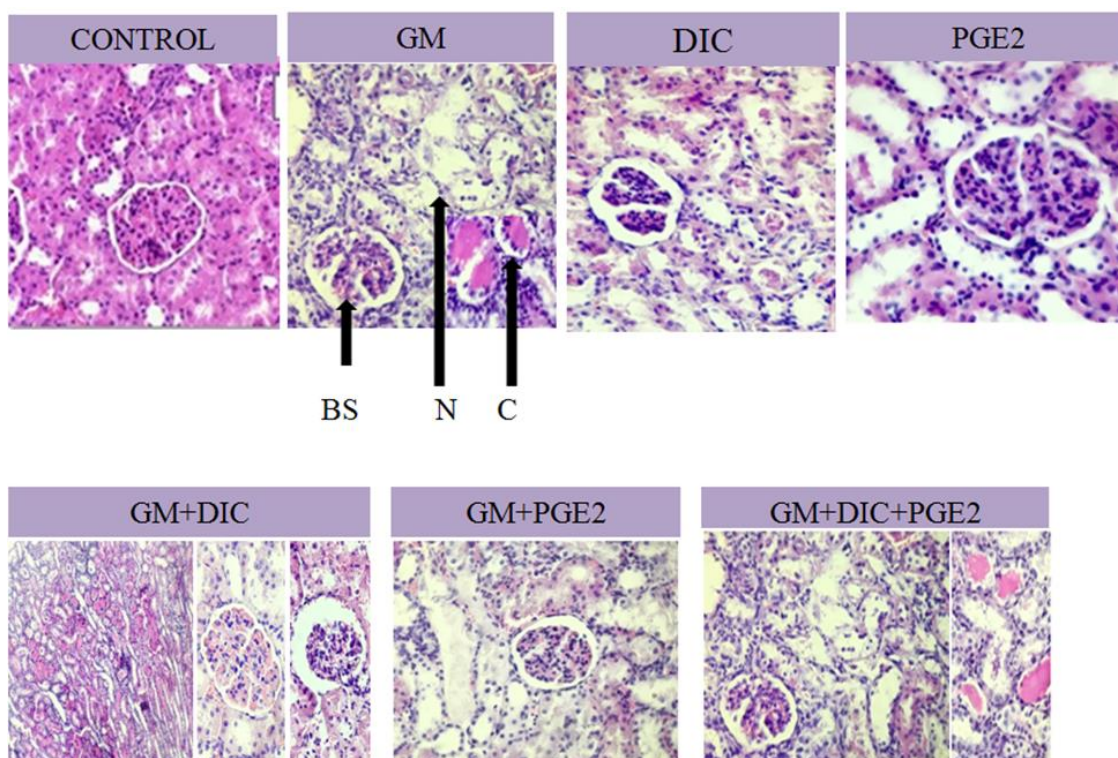 CONTROL
GM
DIC
PGE2
BS
N
C
GM+DIC
GM+PGE2
GM+DIC+PGE2